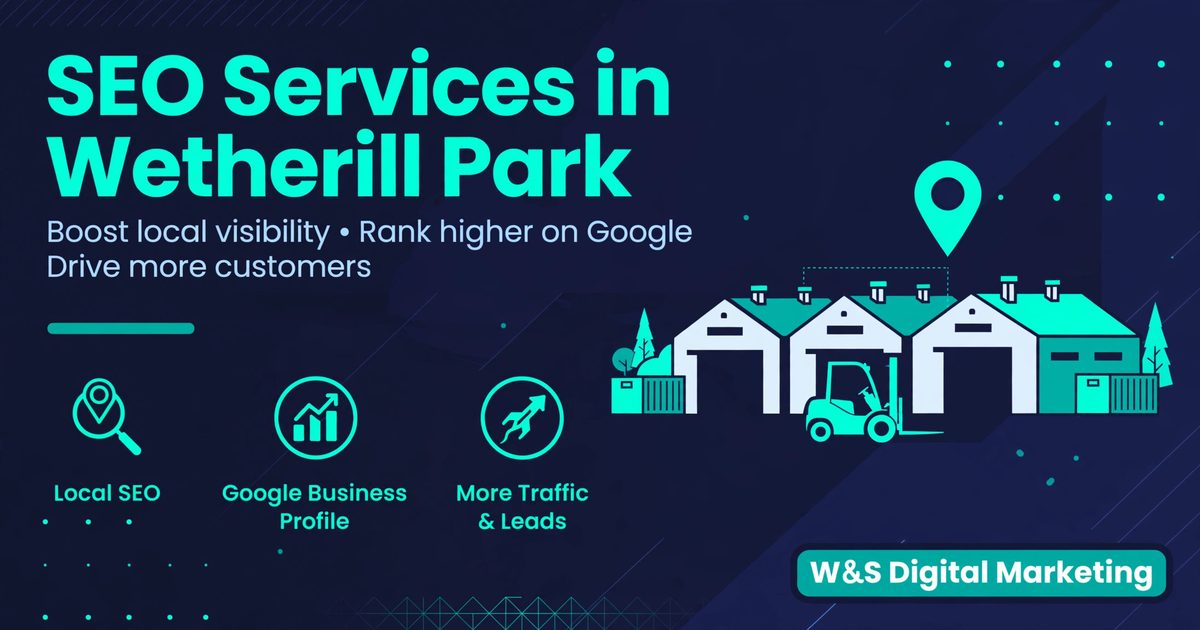 SEO Services in
Wetherill Park
Boost local visibility • Rank higher on Google
Drive more customers
Local SEO
Google Business
Profile
More Traffic
& Leads
W&S Digital Marketing